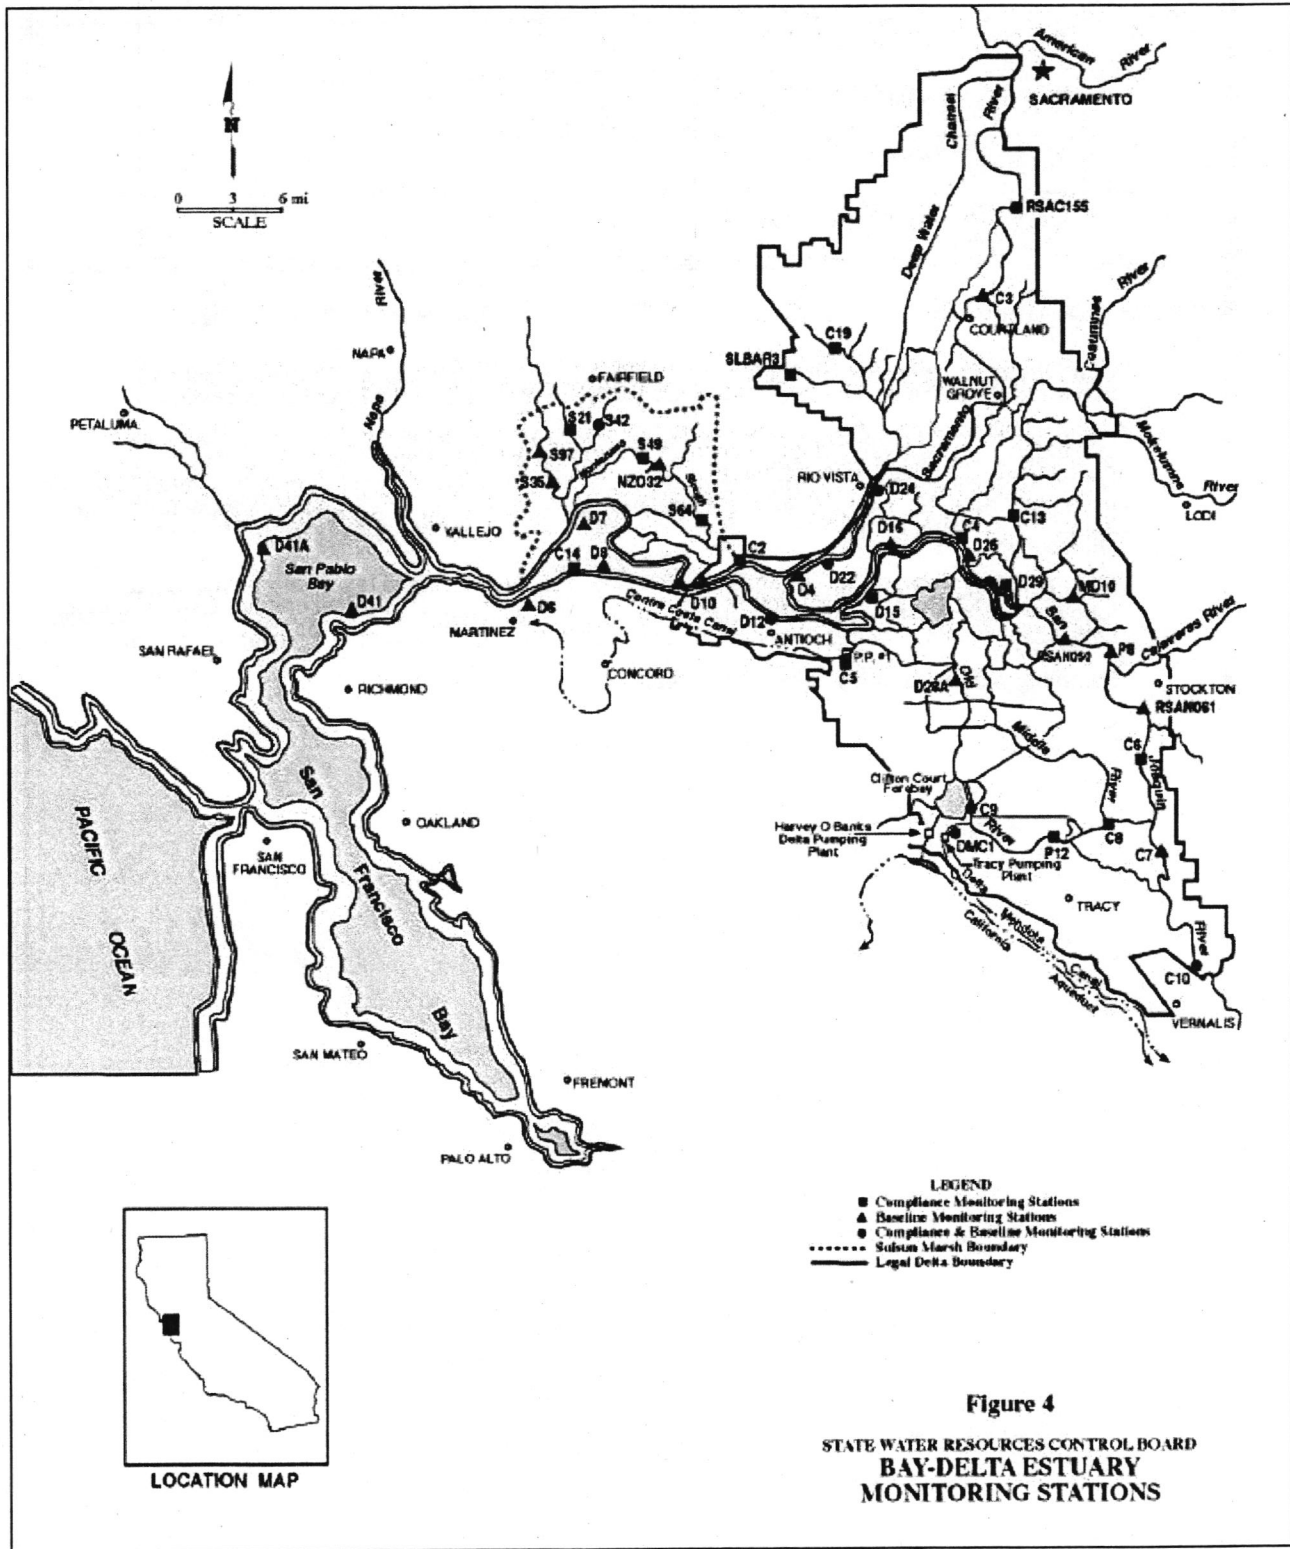 American
River
SACRAMENTO
Channel
River
N
0 3 6 mi
SCALE
RSAC155
Deep Water
River
River
C3
COURTLAND
Cosumnes
C19
NAPA
SLBAR3
FAIRFIELD
WALNUT
GROVE
PETALUMA
Napa
S21
S42
Sacramento
Mokelumne
S97
S49
RIO VISTA
River
S35
NZO32
D24
LODI
S64
C13
VALLEJO
D7
D16
C4
D41A
C2
D26
San Pablo
Bay
C14
D8
D22
D4
D29
MD10
D41
D6
D10
D15
MARTINEZ
Contra Costa Canal
D12
San
Calaveras River
ANTIOCH
SAN RAFAEL
P.P. #1
RSAN050
P8
CONCORD
C5
RICHMOND
D28A
Old
STOCKTON
RSAN061
Middle
C6
San
Clifton Court
Forebay
River
Joaquin
PACIFIC
OAKLAND
C9
Harvey O Banks
Delta Pumping
Plant
River
C8
SAN
FRANCISCO
DMC1
P12
C7
Tracy Pumping
Plant
Francisco
Delta
TRACY
OCEAN
Mendota
California
River
Canal
C10
Aqueduct
Bay
VERNALIS
SAN MATEO
FREMONT
PALO ALTO
LEGEND
Compliance Monitoring Stations
Baseline Monitoring Stations
Compliance & Baseline Monitoring Stations
Suisun Marsh Boundary
Legal Delta Boundary
Figure 4
STATE WATER RESOURCES CONTROL BOARD
BAY-DELTA ESTUARY
MONITORING STATIONS
LOCATION MAP